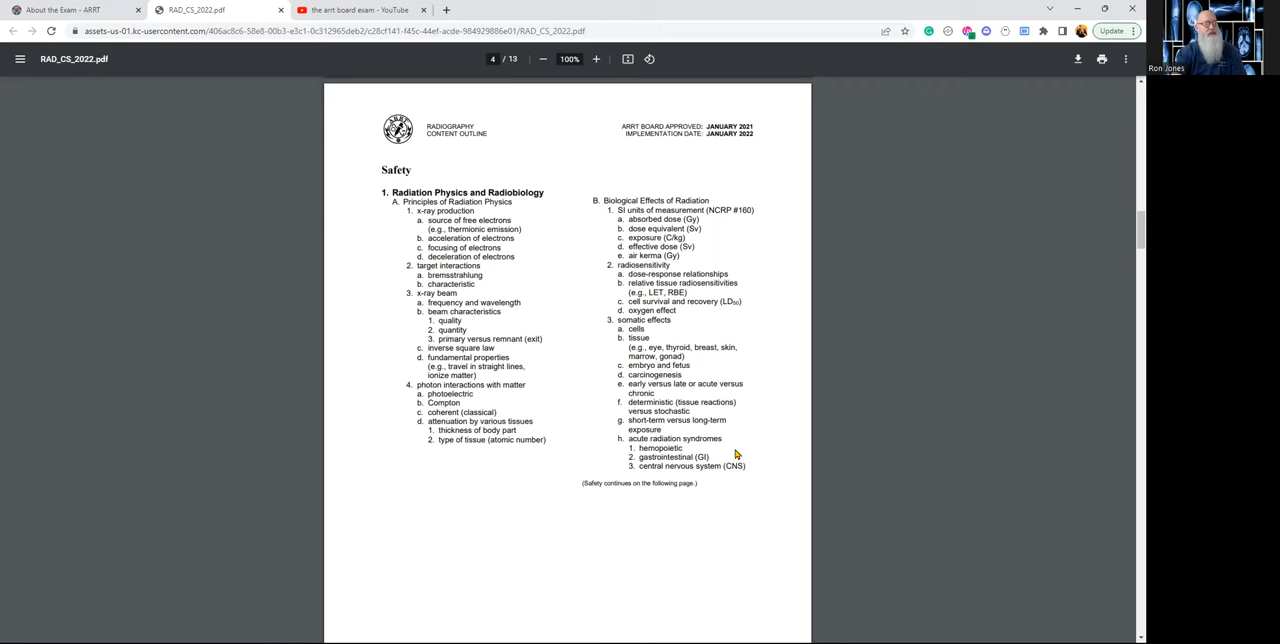 About the Exam - ARRT
RAD_CS_2022.pdf
the arrt board exam - YouTube
assets-us-01.kc-usercontent.com/406ac8c6-58e8-00b3-e3c1-0c312965deb2/c28cf141-f45c-44ef-acde-984929886e01/RAD_CS_2022.pdf
Update
RAD_CS_2022.pdf
4 / 13
100%
Ron Jones
ARRT
RADIOGRAPHY
CONTENT OUTLINE
ARRT BOARD APPROVED: JANUARY 2021
IMPLEMENTATION DATE: JANUARY 2022
Safety
1. Radiation Physics and Radiobiology
A. Principles of Radiation Physics
1. x-ray production
a. source of free electrons
(e.g., thermionic emission)
b. acceleration of electrons
c. focusing of electrons
d. deceleration of electrons
2. target interactions
a. bremsstrahlung
b. characteristic
3. x-ray beam
a. frequency and wavelength
b. beam characteristics
1. quality
2. quantity
3. primary versus remnant (exit)
c. inverse square law
d. fundamental properties
(e.g., travel in straight lines,
ionize matter)
4. photon interactions with matter
a. photoelectric
b. Compton
c. coherent (classical)
d. attenuation by various tissues
1. thickness of body part
2. type of tissue (atomic number)
B. Biological Effects of Radiation
1. SI units of measurement (NCRP #160)
a. absorbed dose (Gy)
b. dose equivalent (Sv)
c. exposure (C/kg)
d. effective dose (Sv)
e. air kerma (Gy)
2. radiosensitivity
a. dose-response relationships
b. relative tissue radiosensitivities
(e.g., LET, RBE)
c. cell survival and recovery (LD₅₀)
d. oxygen effect
3. somatic effects
a. cells
b. tissue
(e.g., eye, thyroid, breast, skin,
marrow, gonad)
c. embryo and fetus
d. carcinogenesis
e. early versus late or acute versus
chronic
f. deterministic (tissue reactions)
versus stochastic
g. short-term versus long-term
exposure
h. acute radiation syndromes
1. hemopoietic
2. gastrointestinal (GI)
3. central nervous system (CNS)
(Safety continues on the following page.)